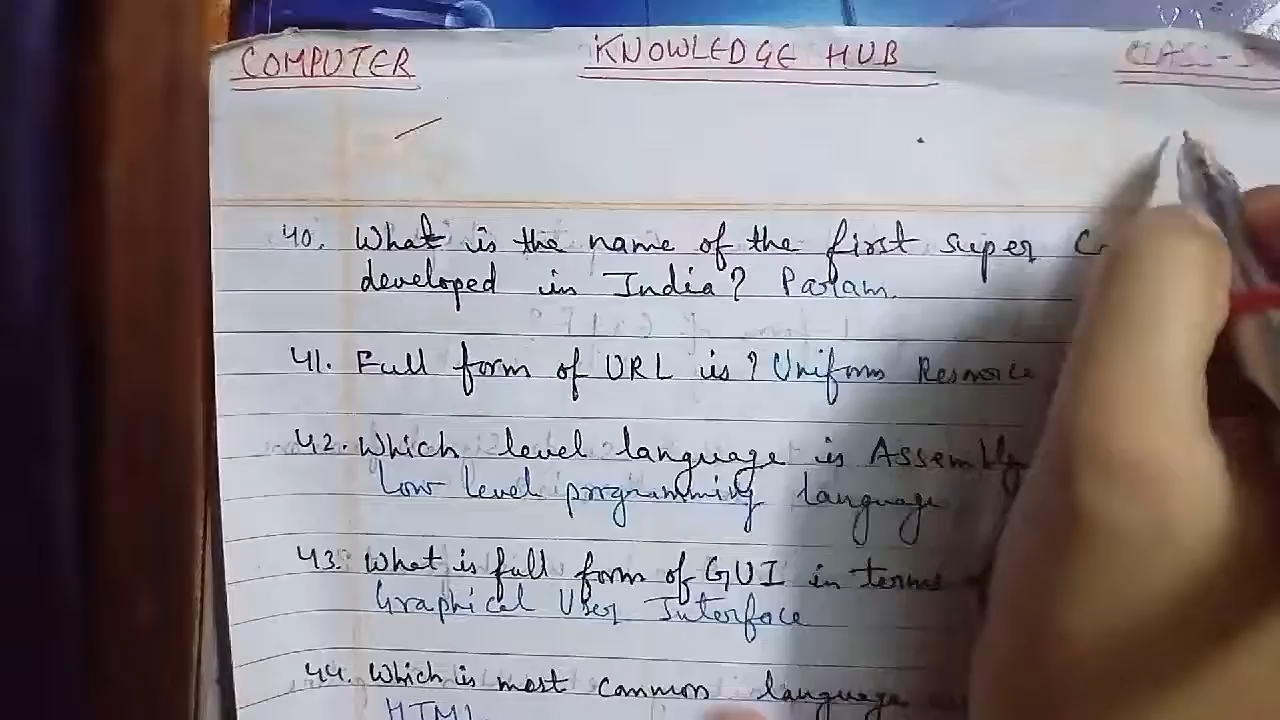 COMPUTER KNOWLEDGE HUB
40. What is the name of the first super
developed in India? Param.
41. Full form of URL is? Uniform Resource
42. Which level language is Assembly
Low level programming language
43. What is full form of GUI in terms
Graphical User Interface
44. Which is most common language
HTML